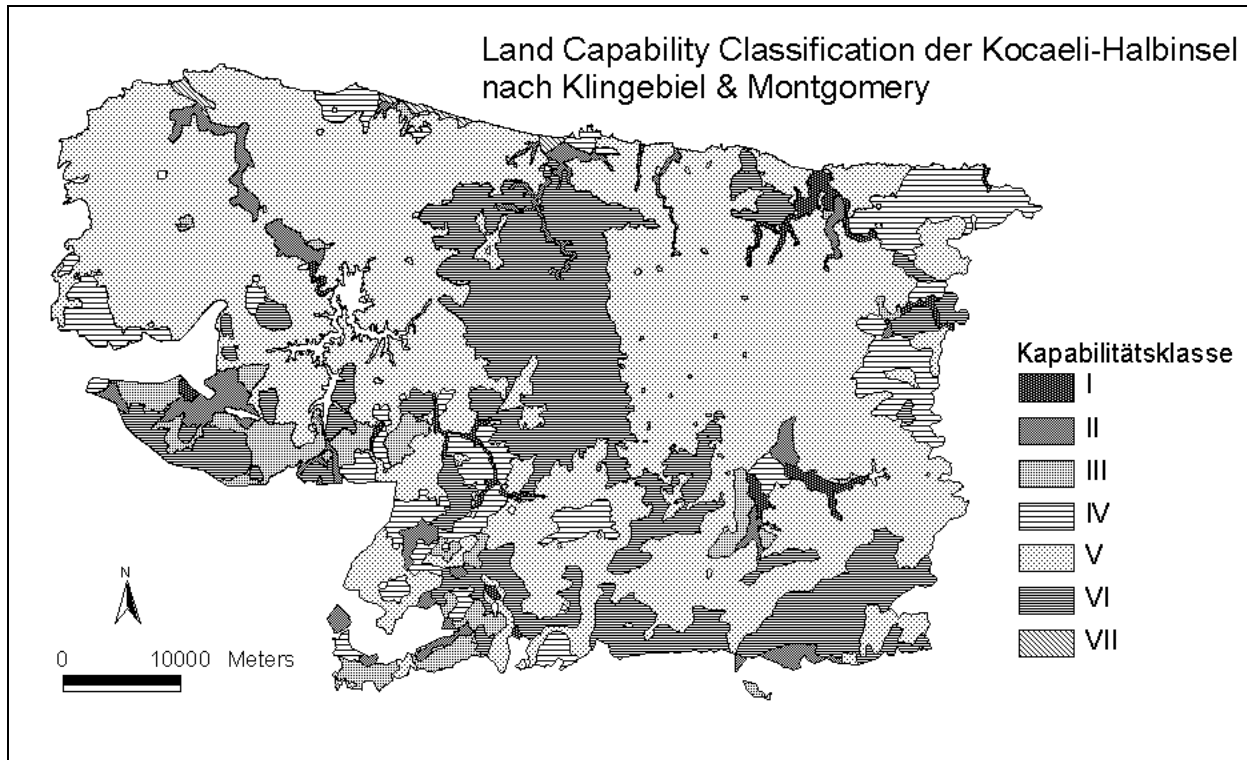 Land Capability Classification der Kocaeli-Halbinsel
nach Klingebiel & Montgomery
Kapabilitätsklasse
I
II
III
IV
V
VI
VII
N
0 10000 Meters